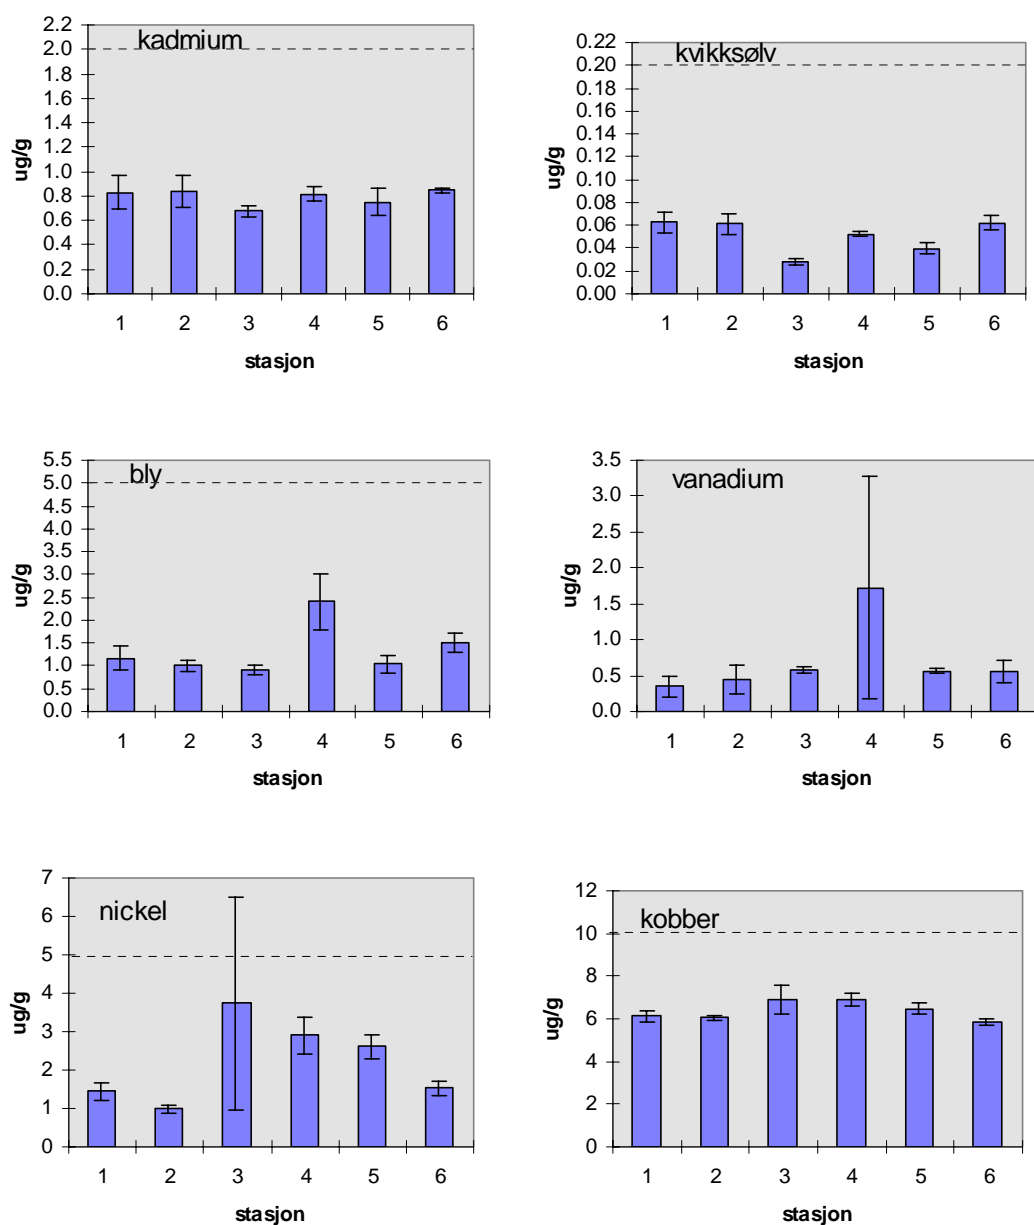 kadmium
ug/g
2.2
2.0
1.8
1.6
1.4
1.2
1.0
0.8
0.6
0.4
0.2
0.0
1 2 3 4 5 6
stasjon
kvikksølv
ug/g
0.22
0.20
0.18
0.16
0.14
0.12
0.10
0.08
0.06
0.04
0.02
0.00
1 2 3 4 5 6
stasjon
bly
ug/g
5.5
5.0
4.5
4.0
3.5
3.0
2.5
2.0
1.5
1.0
0.5
0.0
1 2 3 4 5 6
stasjon
vanadium
ug/g
3.5
3.0
2.5
2.0
1.5
1.0
0.5
0.0
1 2 3 4 5 6
stasjon
nickel
ug/g
7
6
5
4
3
2
1
0
1 2 3 4 5 6
stasjon
kobber
ug/g
12
10
8
6
4
2
0
1 2 3 4 5 6
stasjon